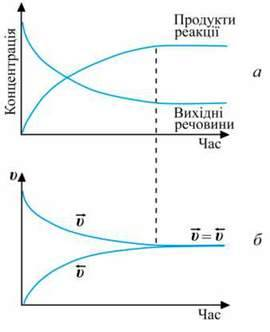 Концентрація
Продукти
реакції
а
Вихідні
речовини
Час
υ
υ⃗
υ⃗ = υ⃖
б
υ⃖
Час